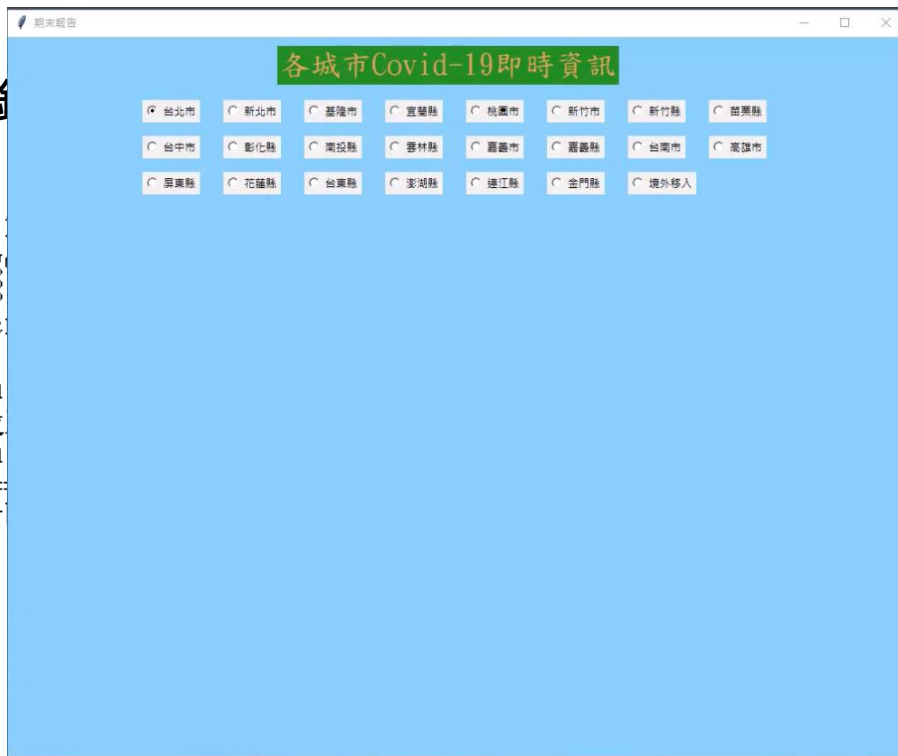 期末報告
各城市Covid-19即時資訊
台北市 新北市 基隆市 宜蘭縣 桃園市 新竹市 新竹縣 苗栗縣
台中市 彰化縣 南投縣 雲林縣 嘉義市 嘉義縣 台南市 高雄市
屏東縣 花蓮縣 台東縣 澎湖縣 連江縣 金門縣 境外移入